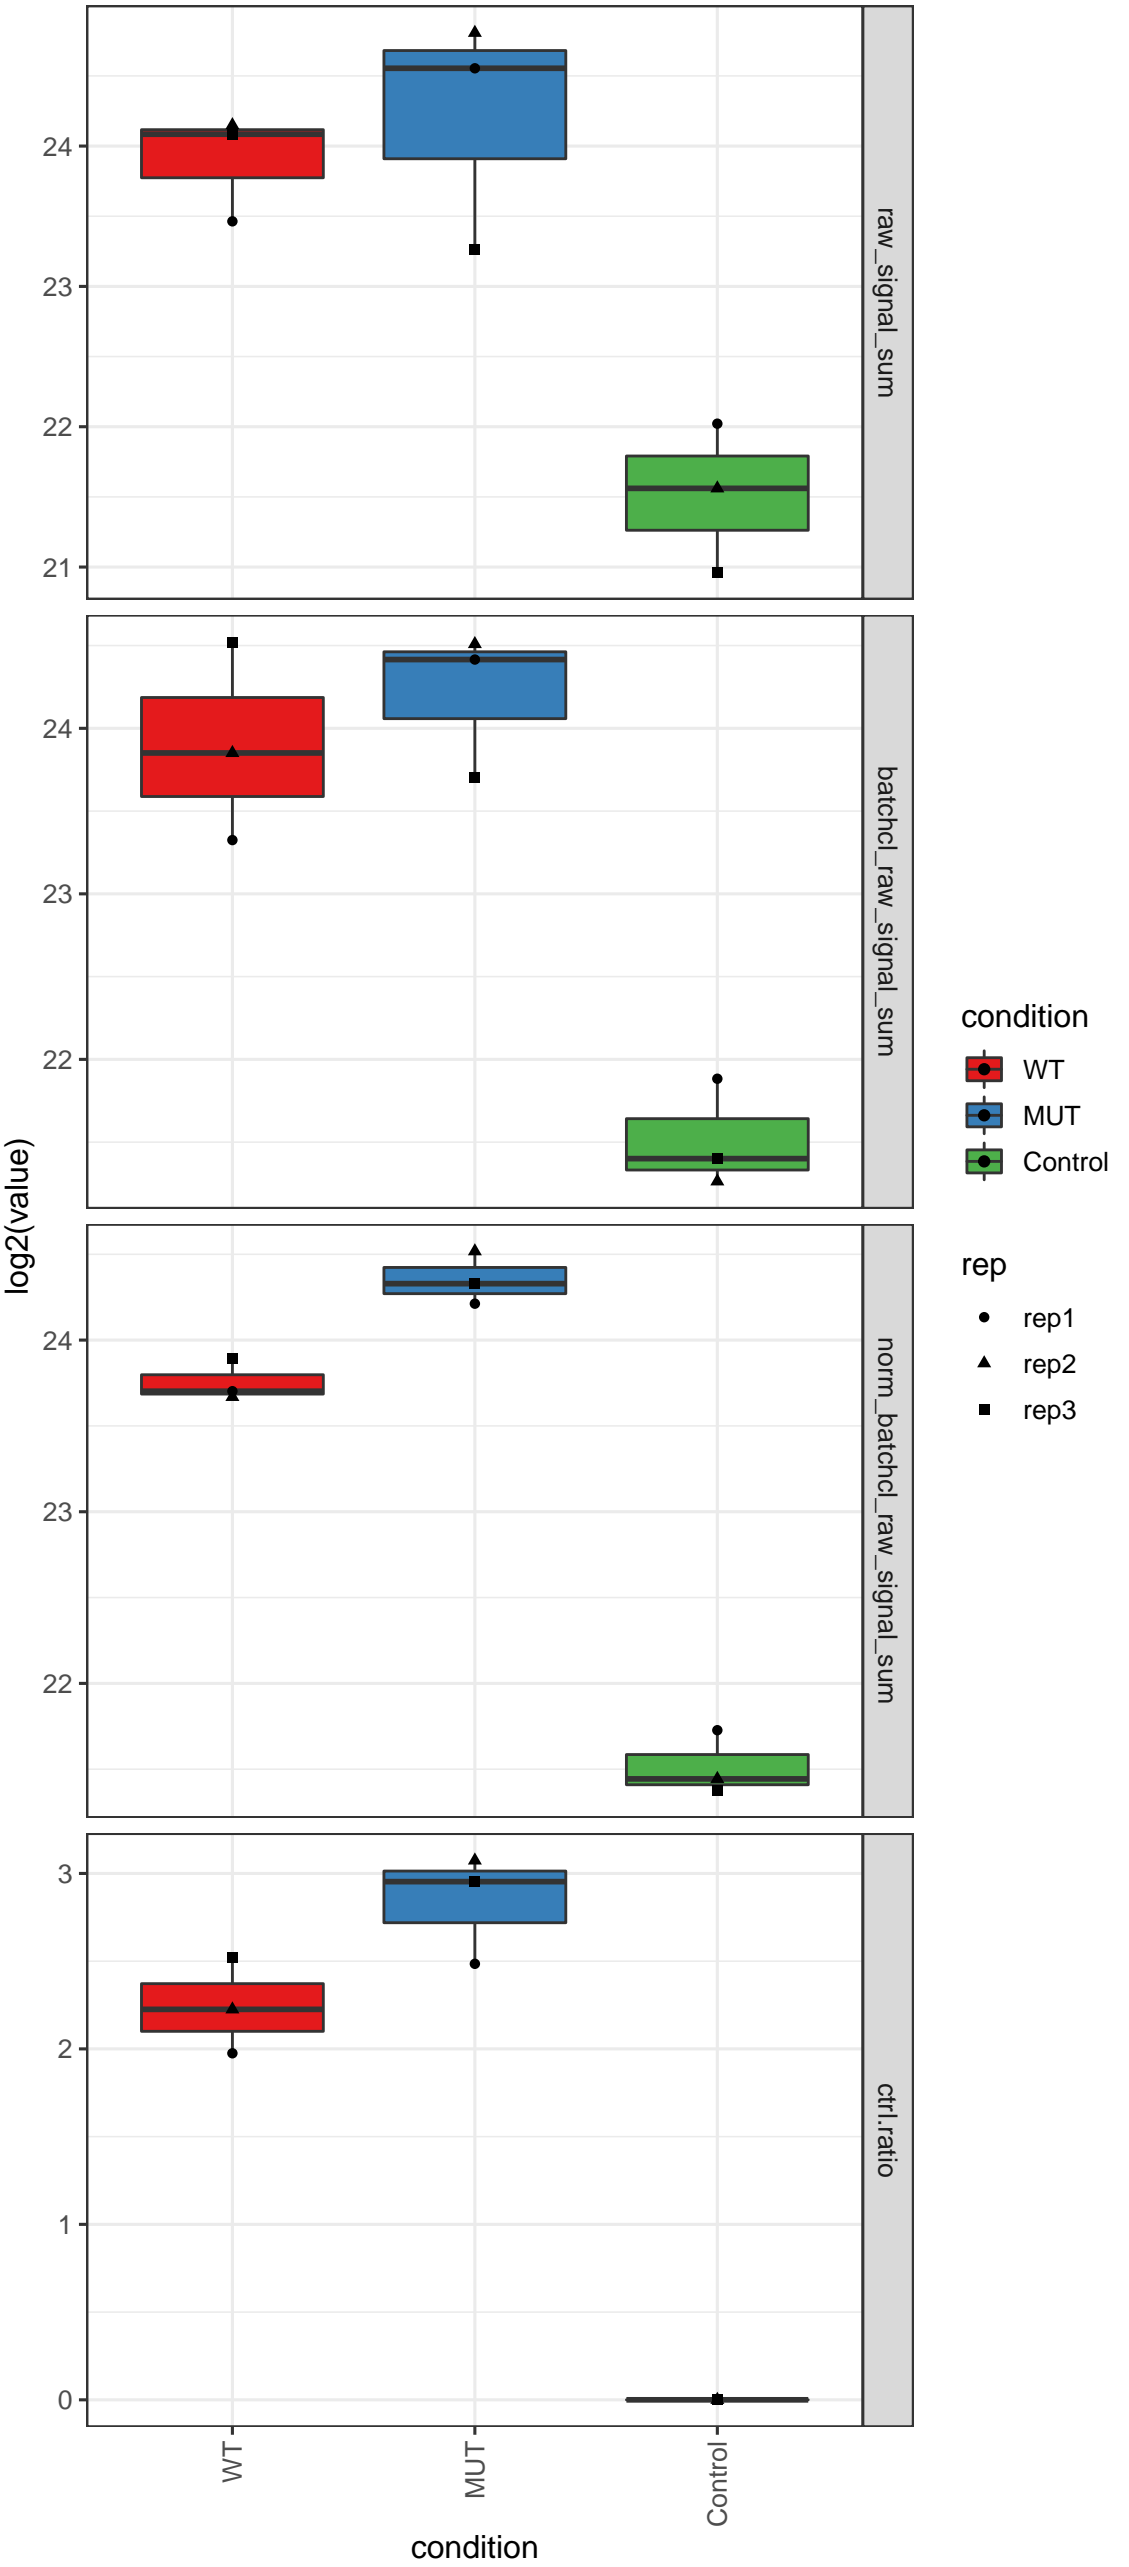 log2(value)
24
23
22
21
raw_signal_sum
24
23
22
batchcl_raw_signal_sum
24
23
22
norm_batchcl_raw_signal_sum
3
2
1
0
ctrl.ratio
WT
MUT
Control
condition
condition
WT
MUT
Control
rep
rep1
rep2
rep3